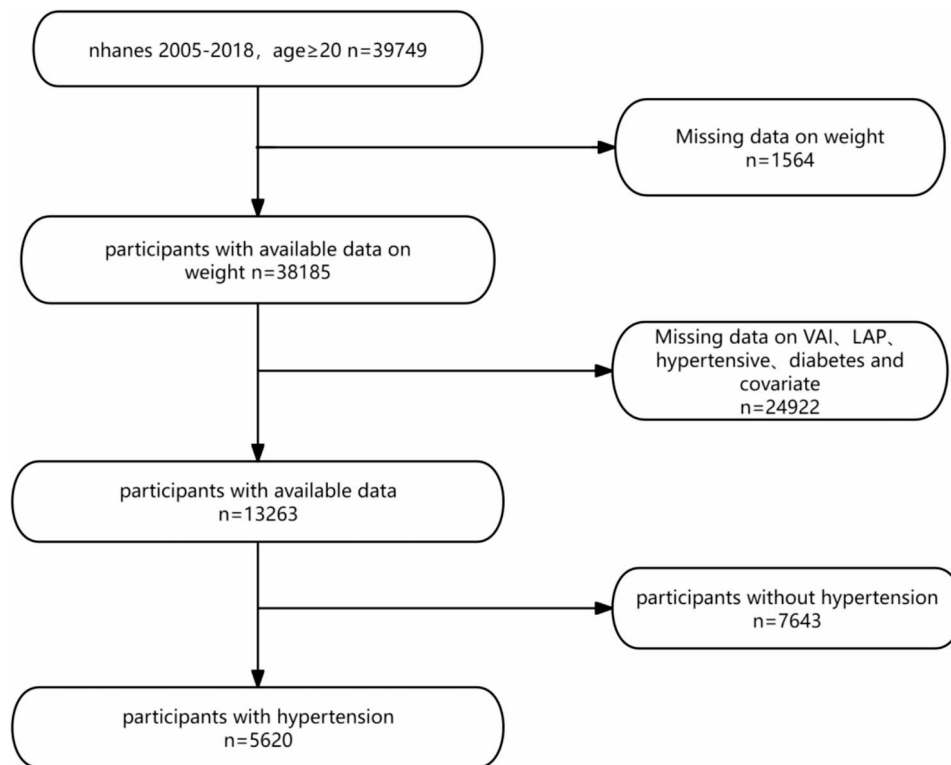 nhanes 2005-2018，age≥20 n=39749
Missing data on weight
n=1564
participants with available data on
weight n=38185
Missing data on VAI、LAP、
hypertensive、diabetes and
covariate
n=24922
participants with available data
n=13263
participants without hypertension
n=7643
participants with hypertension
n=5620